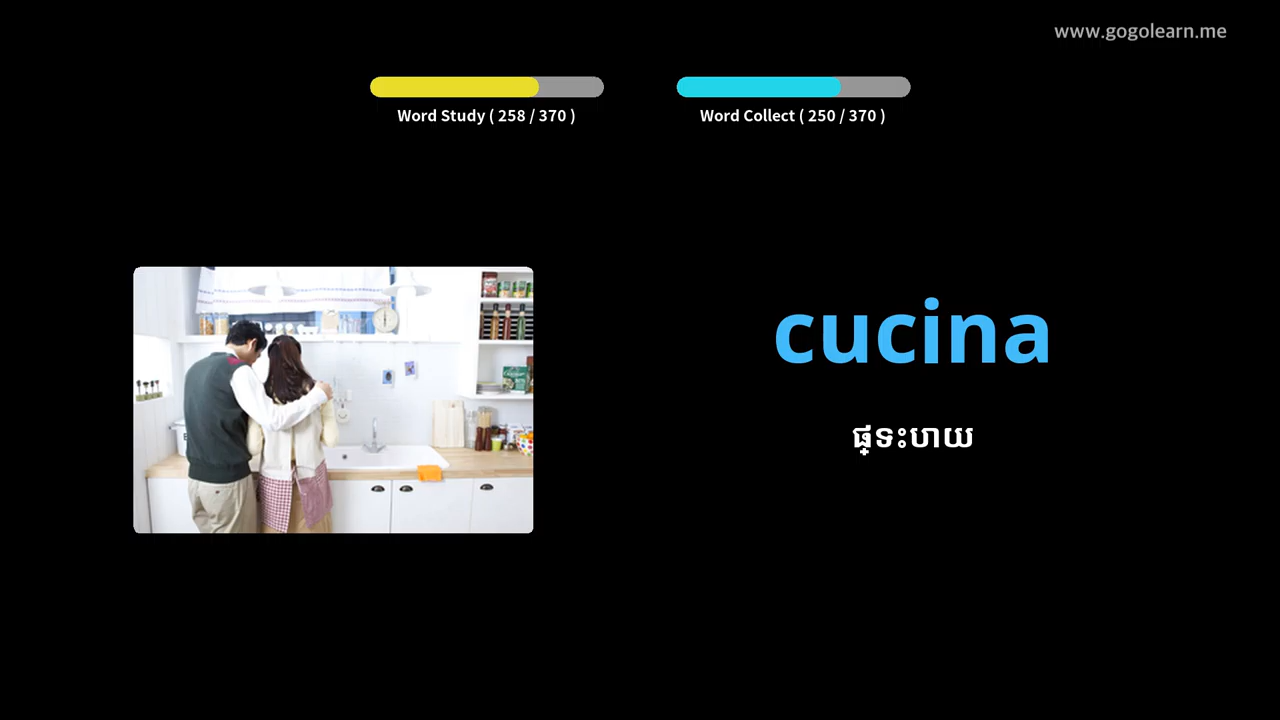 www.gogolearn.me
Word Study ( 258 / 370 )
Word Collect ( 250 / 370 )
cucina
ផ្ទះបាយ